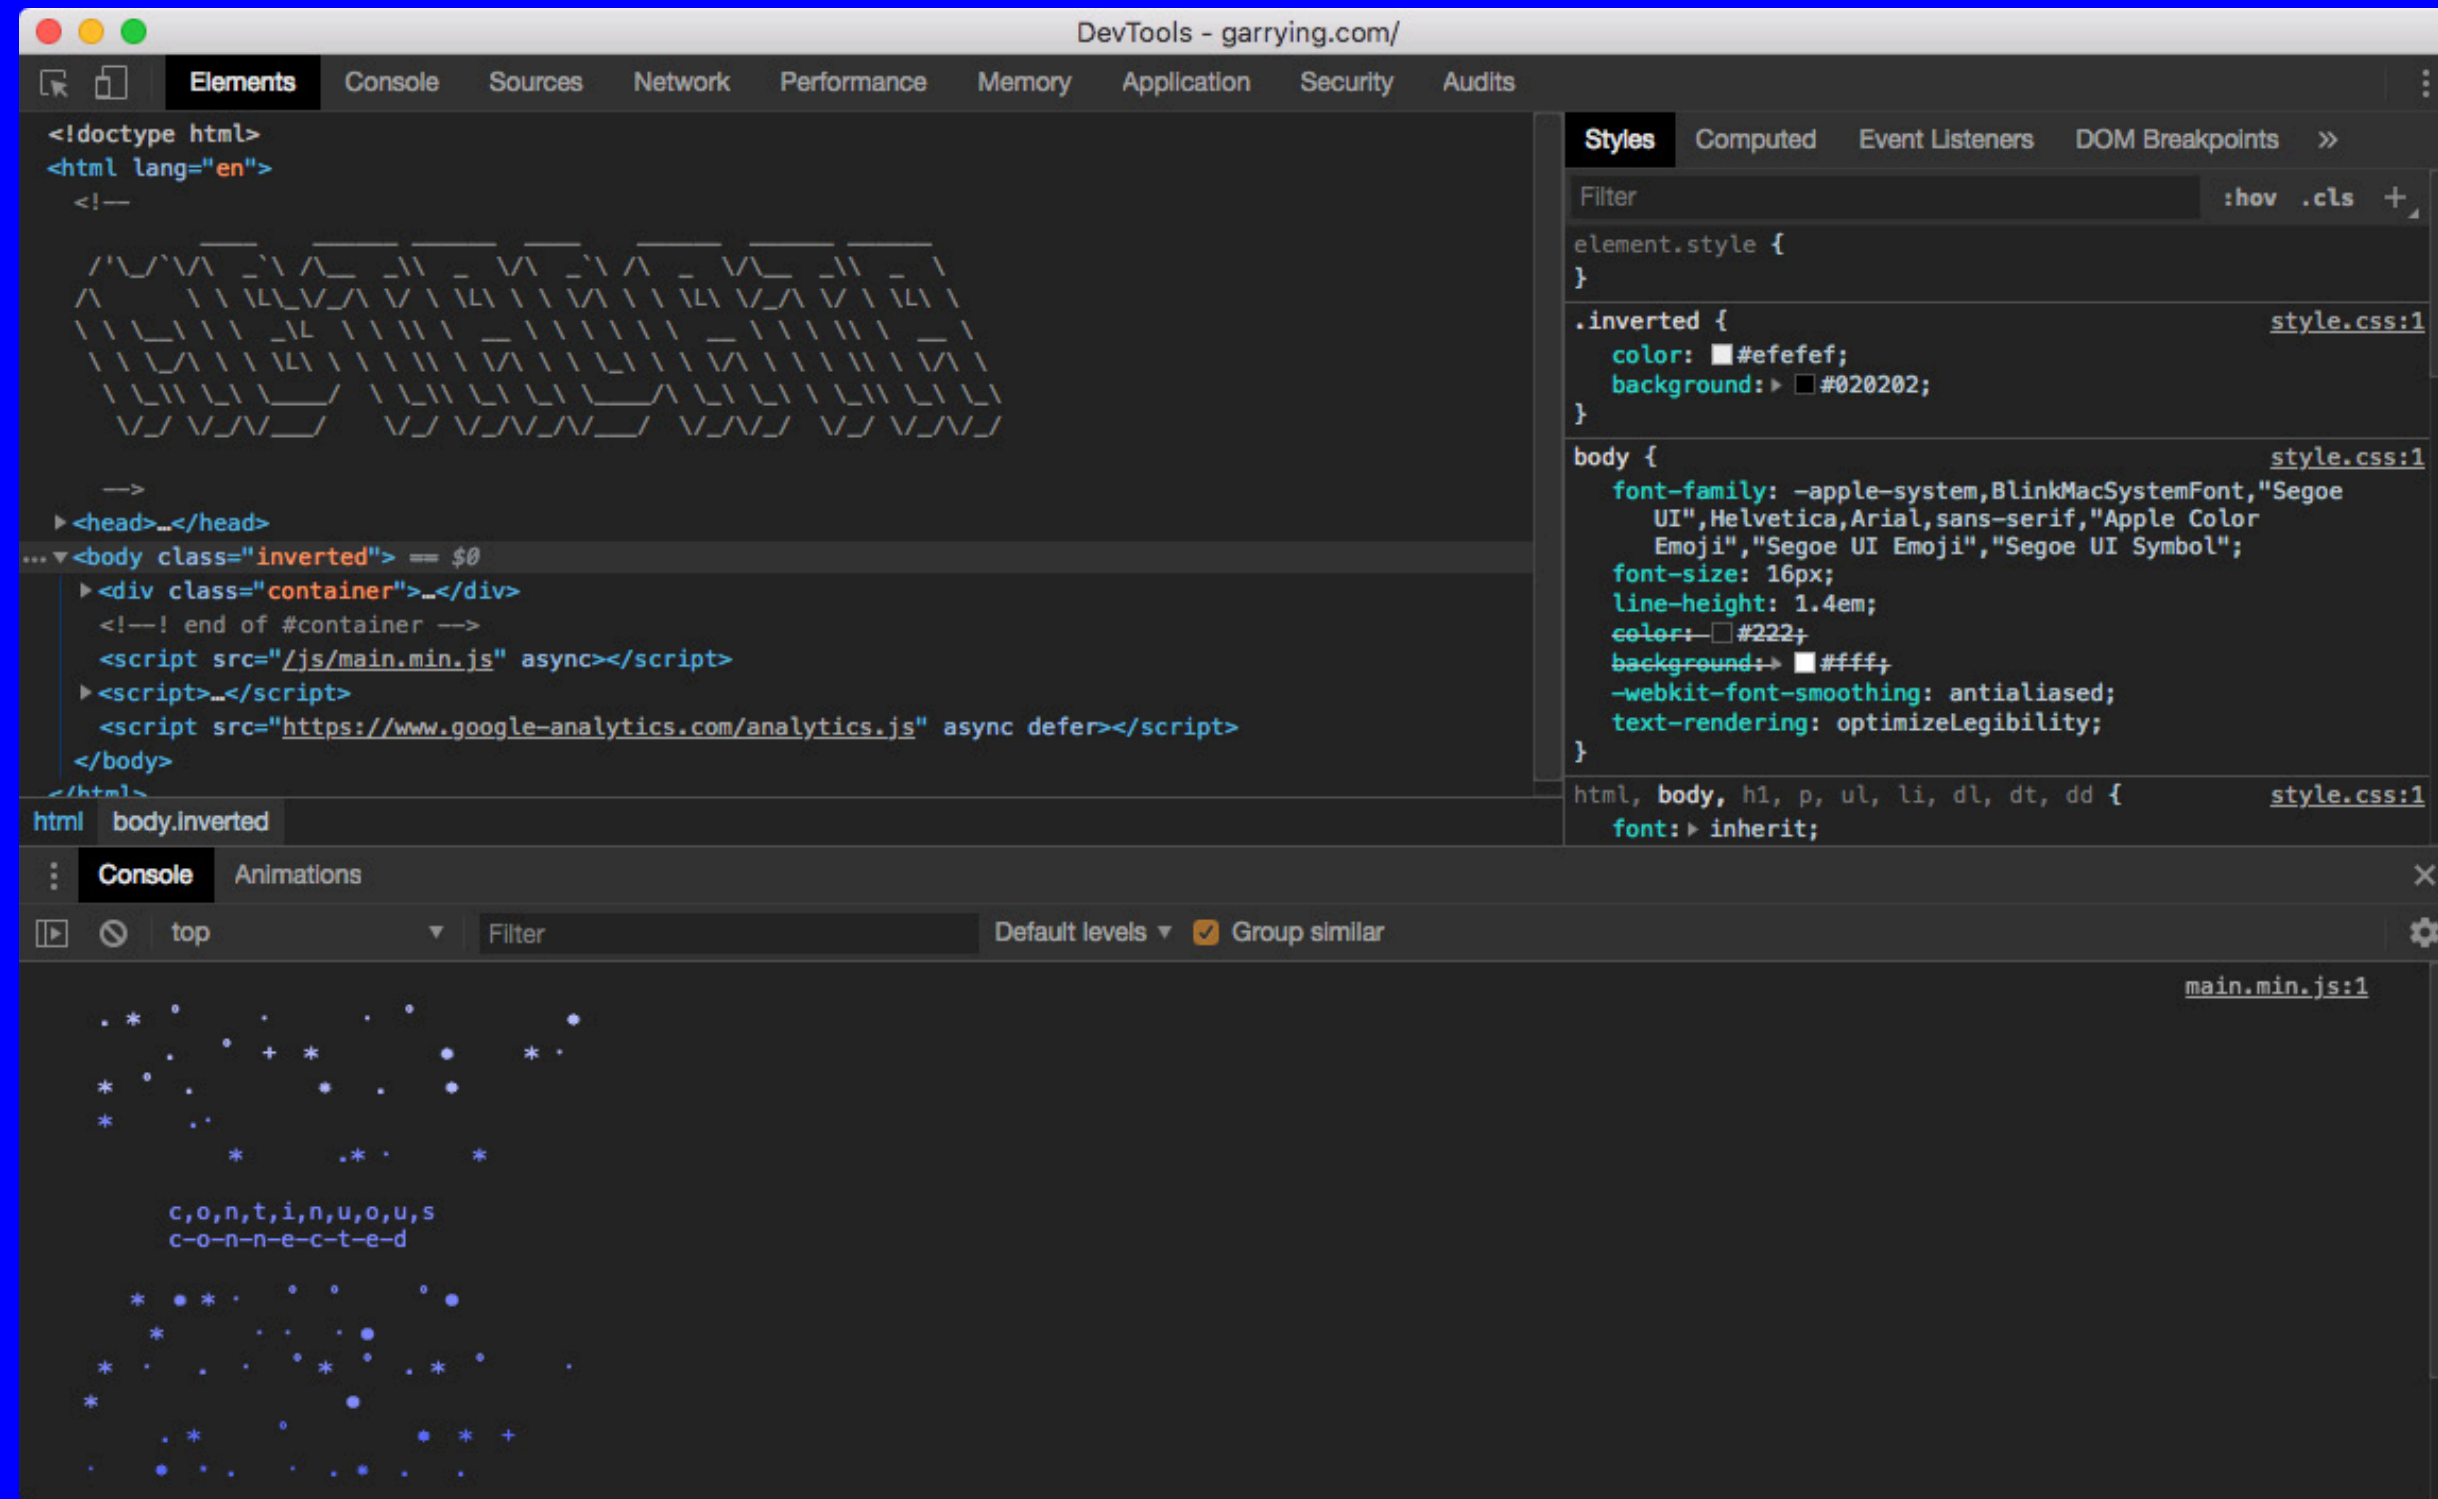 DevTools - garrying.com/
Elements Console Sources Network Performance Memory Application Security Audits
<!doctype html>
<html lang="en">
<!--
-->
<head>…</head>
<body class="inverted"> == $0
<div class="container">…</div>
<!--! end of #container -->
<script src="/js/main.min.js" async></script>
<script>…</script>
<script src="https://www.google-analytics.com/analytics.js" async defer></script>
</body>
</html>
html body.inverted
Styles Computed Event Listeners DOM Breakpoints »
Filter :hov .cls +
element.style {
}
.inverted { style.css:1
color: #efefef;
background: #020202;
}
body { style.css:1
font-family: -apple-system,BlinkMacSystemFont,"Segoe
UI",Helvetica,Arial,sans-serif,"Apple Color
Emoji","Segoe UI Emoji","Segoe UI Symbol";
font-size: 16px;
line-height: 1.4em;
color: #222;
background: #fff;
-webkit-font-smoothing: antialiased;
text-rendering: optimizeLegibility;
}
html, body, h1, p, ul, li, dl, dt, dd { style.css:1
font: inherit;
Console Animations
top Filter Default levels Group similar
main.min.js:1
c,o,n,t,i,n,u,o,u,s
c-o-n-n-e-c-t-e-d